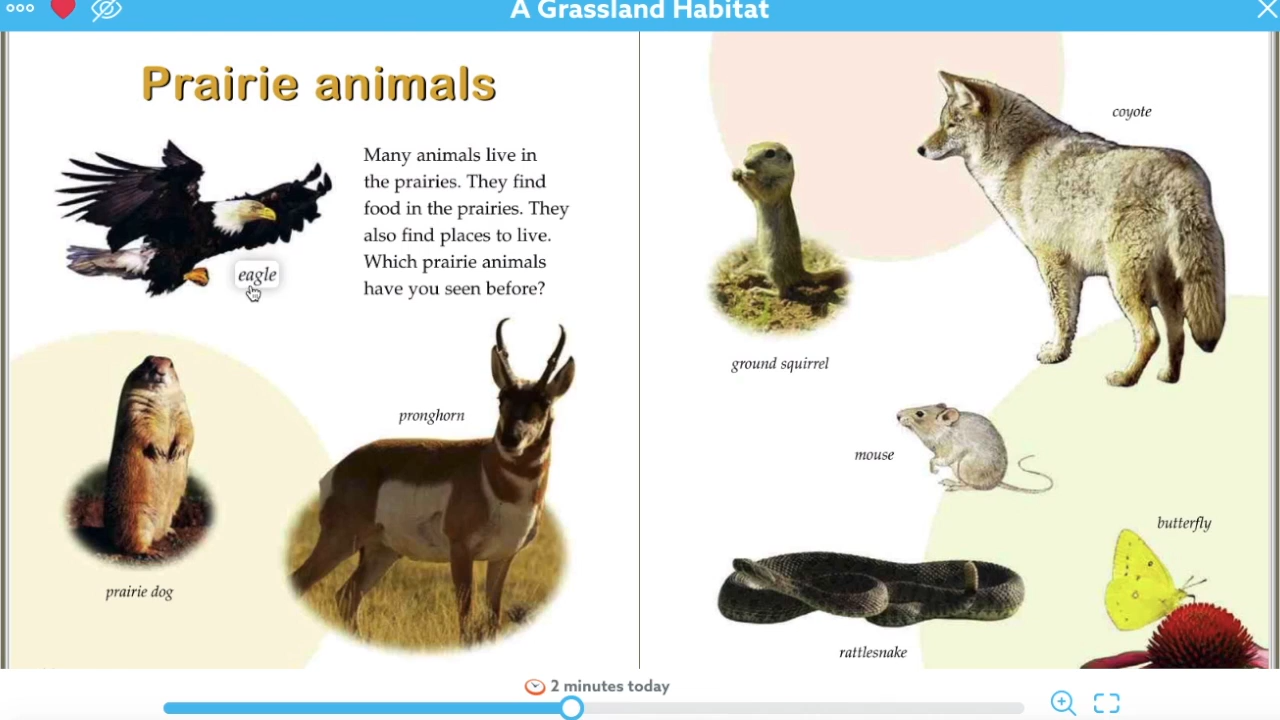 A Grassland Habitat
Prairie animals
eagle
Many animals live in
the prairies. They find
food in the prairies. They
also find places to live.
Which prairie animals
have you seen before?
pronghorn
prairie dog
coyote
ground squirrel
mouse
butterfly
rattlesnake
2 minutes today